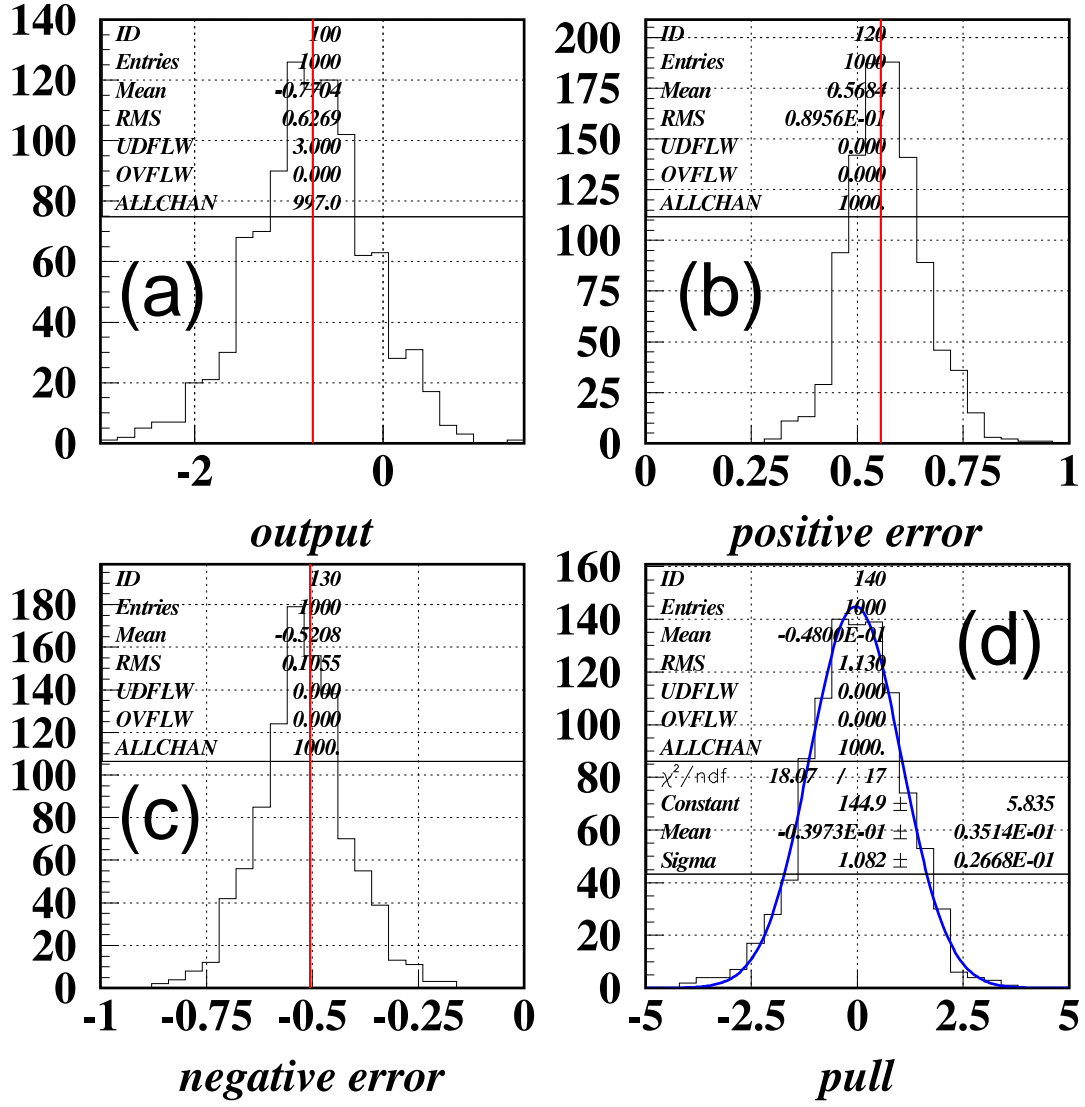 140
120
100
80
60
40
20
0
ID 100
Entries 1000
Mean -0.7704
RMS 0.6269
UDFLW 3.000
OVFLW 0.000
ALLCHAN 997.0
(a)
-2 0
output
200
175
150
125
100
75
50
25
0
ID 120
Entries 1000
Mean 0.5684
RMS 0.8956E-01
UDFLW 0.000
OVFLW 0.000
ALLCHAN 1000.
(b)
0 0.25 0.5 0.75 1
positive error
180
160
140
120
100
80
60
40
20
0
ID 130
Entries 1000
Mean -0.5208
RMS 0.1055
UDFLW 0.000
OVFLW 0.000
ALLCHAN 1000.
(c)
-1 -0.75 -0.5 -0.25 0
negative error
160
140
120
100
80
60
40
20
0
ID 140
Entries 1000
Mean -0.4800E-01
RMS 1.130
UDFLW 0.000
OVFLW 0.000
ALLCHAN 1000.
χ²/ndf 18.07 / 17
Constant 144.9 ± 5.835
Mean -0.3973E-01 ± 0.3514E-01
Sigma 1.082 ± 0.2668E-01
(d)
-5 -2.5 0 2.5 5
pull